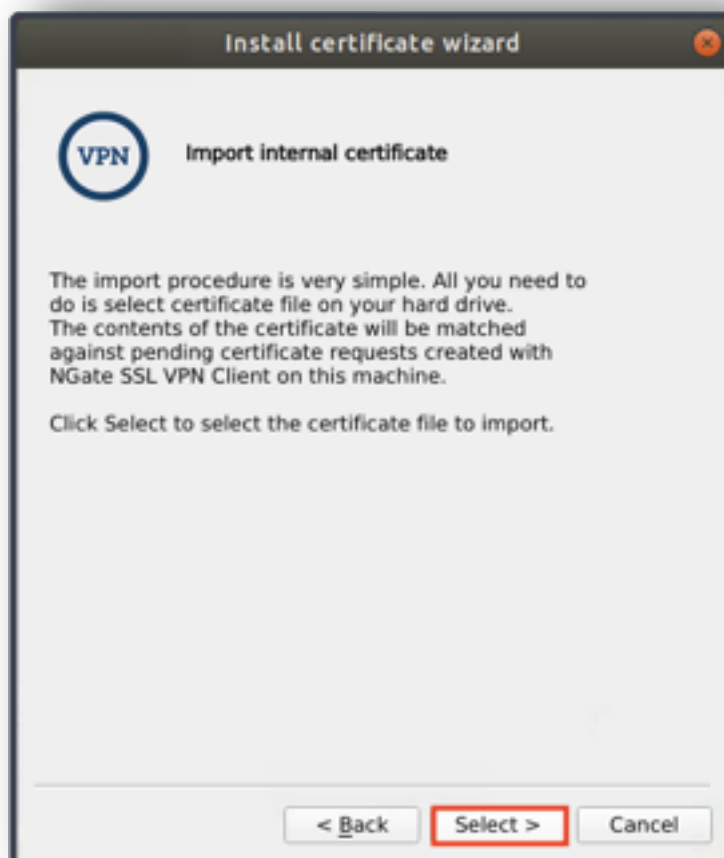 Install certificate wizard
VPN
Import internal certificate
The import procedure is very simple. All you need to
do is select certificate file on your hard drive.
The contents of the certificate will be matched
against pending certificate requests created with
NGate SSL VPN Client on this machine.
Click Select to select the certificate file to import.
< Back
Select >
Cancel